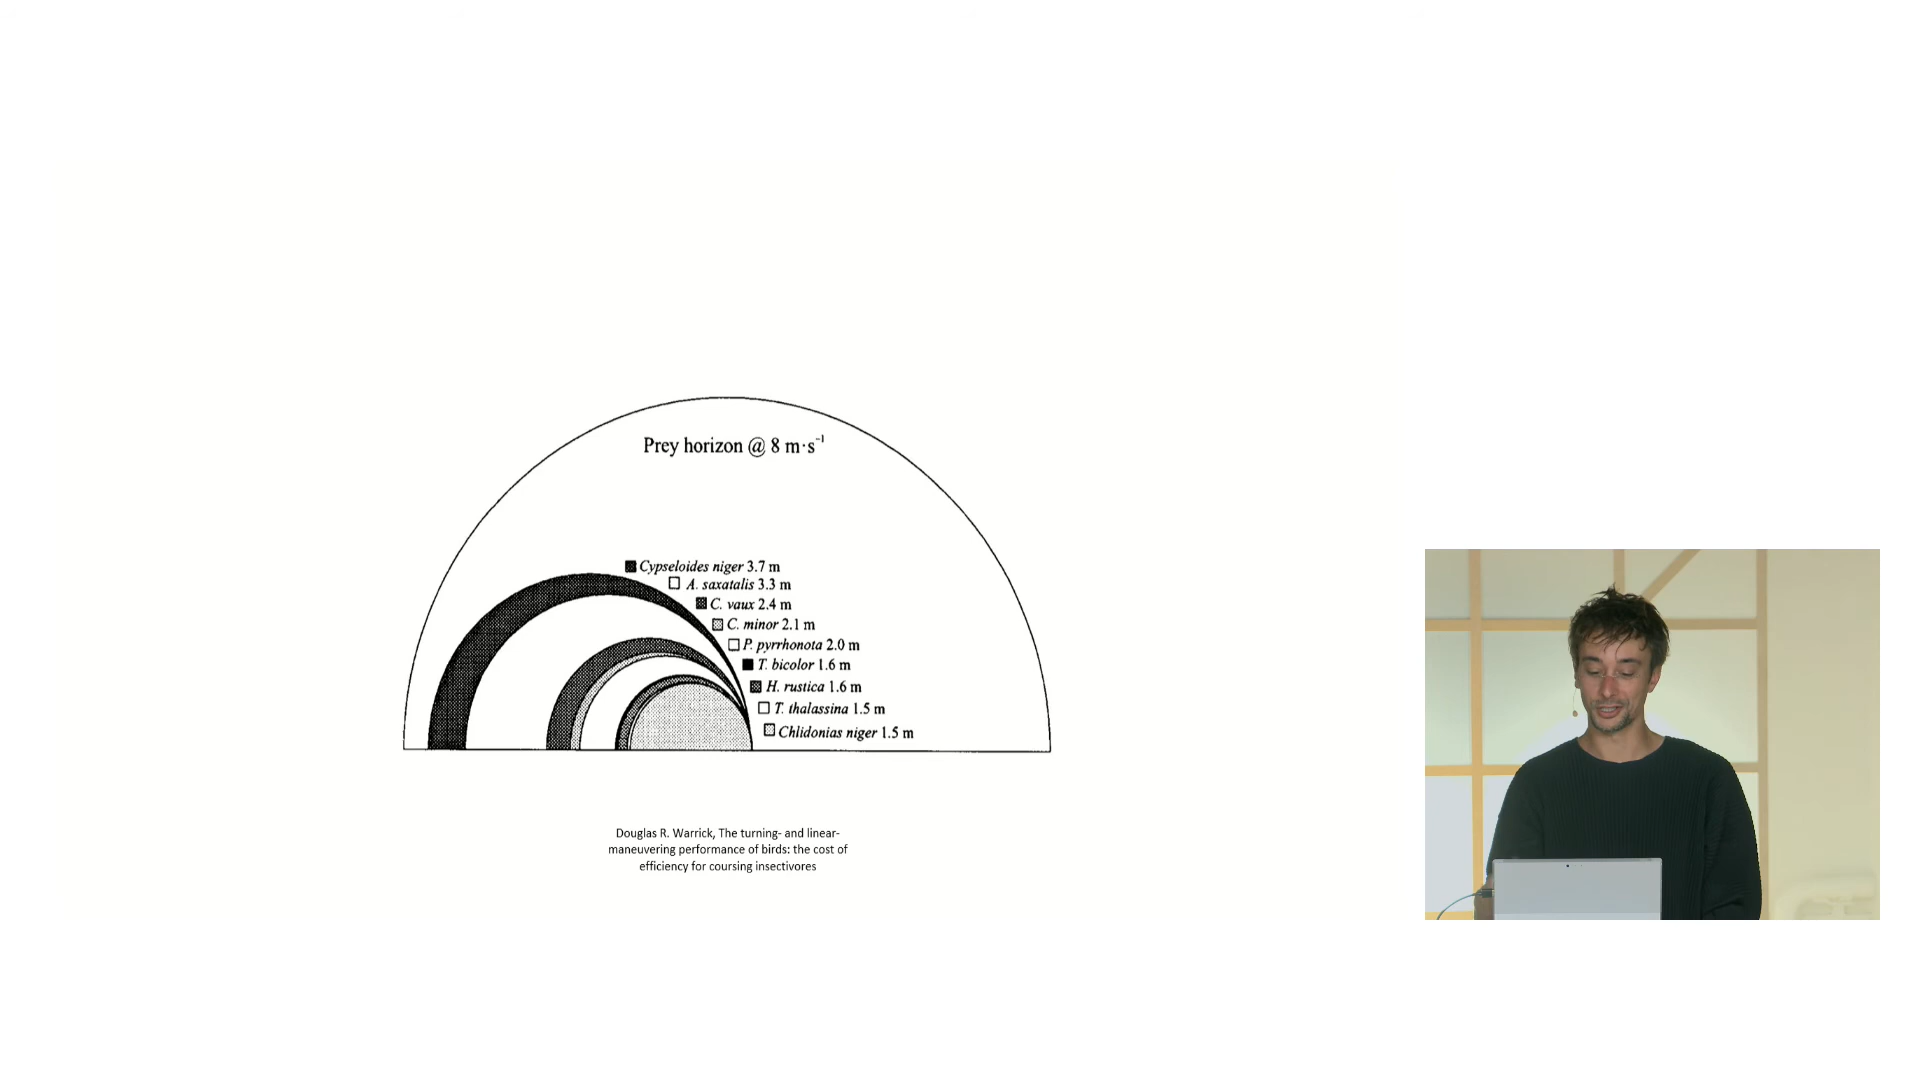 Prey horizon @ 8 m·s⁻¹
Cypseloides niger 3.7 m
A. saxatalis 3.3 m
C. vaux 2.4 m
C. minor 2.1 m
P. pyrrhonota 2.0 m
T. bicolor 1.6 m
H. rustica 1.6 m
T. thalassina 1.5 m
Chlidonias niger 1.5 m
Douglas R. Warrick, The turning- and linear-
maneuvering performance of birds: the cost of
efficiency for coursing insectivores